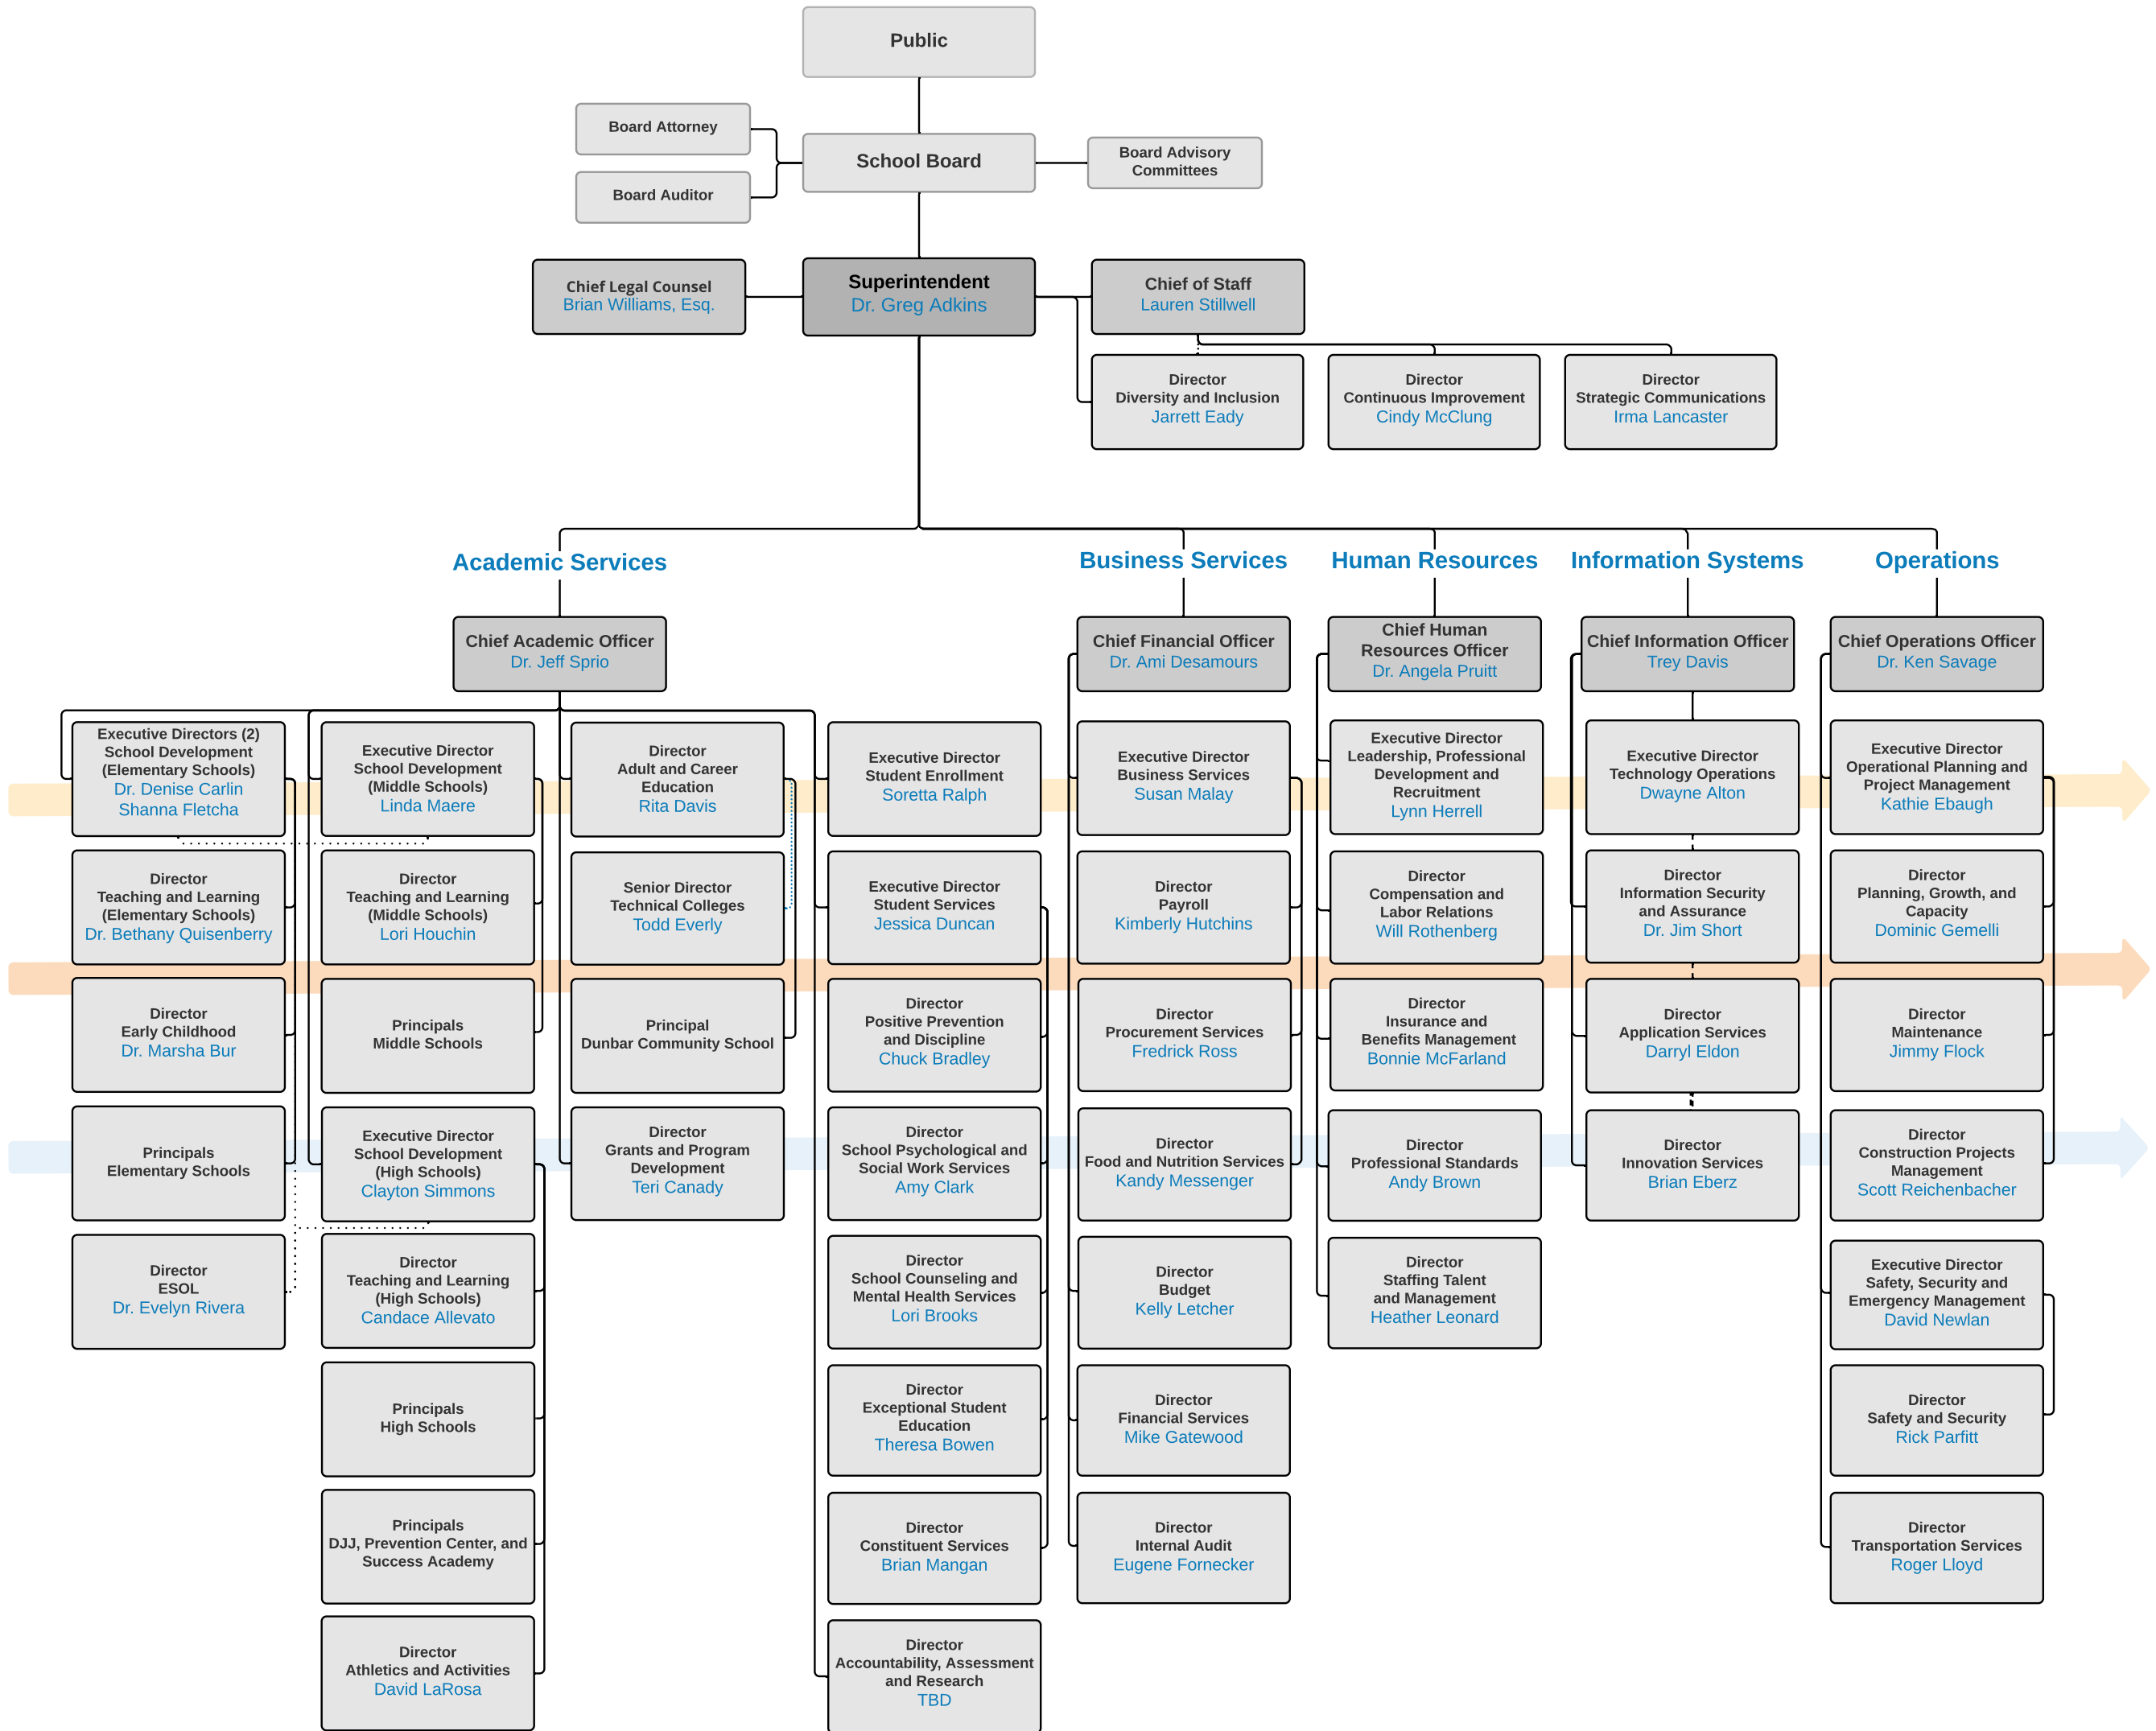 Public
Board Attorney
School Board
Board Advisory
Committees
Board Auditor
Chief Legal Counsel
Brian Williams, Esq.
Superintendent
Dr. Greg Adkins
Chief of Staff
Lauren Stillwell
Director
Diversity and Inclusion
Jarrett Eady
Director
Continuous Improvement
Cindy McClung
Director
Strategic Communications
Irma Lancaster
Academic Services
Business Services
Human Resources
Information Systems
Operations
Chief Academic Officer
Dr. Jeff Sprio
Chief Financial Officer
Dr. Ami Desamours
Chief Human
Resources Officer
Dr. Angela Pruitt
Chief Information Officer
Trey Davis
Chief Operations Officer
Dr. Ken Savage
Executive Directors (2)
School Development
(Elementary Schools)
Dr. Denise Carlin
Shanna Fletcha
Director
Teaching and Learning
(Elementary Schools)
Dr. Bethany Quisenberry
Director
Early Childhood
Dr. Marsha Bur
Principals
Elementary Schools
Director
ESOL
Dr. Evelyn Rivera
Executive Director
School Development
(Middle Schools)
Linda Maere
Director
Teaching and Learning
(Middle Schools)
Lori Houchin
Principals
Middle Schools
Executive Director
School Development
(High Schools)
Clayton Simmons
Director
Teaching and Learning
(High Schools)
Candace Allevato
Principals
High Schools
Principals
DJJ, Prevention Center, and
Success Academy
Director
Athletics and Activities
David LaRosa
Director
Adult and Career
Education
Rita Davis
Senior Director
Technical Colleges
Todd Everly
Principal
Dunbar Community School
Director
Grants and Program
Development
Teri Canady
Executive Director
Student Enrollment
Soretta Ralph
Executive Director
Student Services
Jessica Duncan
Director
Positive Prevention
and Discipline
Chuck Bradley
Director
School Psychological and
Social Work Services
Amy Clark
Director
School Counseling and
Mental Health Services
Lori Brooks
Director
Exceptional Student
Education
Theresa Bowen
Director
Constituent Services
Brian Mangan
Director
Accountability, Assessment
and Research
TBD
Executive Director
Business Services
Susan Malay
Director
Payroll
Kimberly Hutchins
Director
Procurement Services
Fredrick Ross
Director
Food and Nutrition Services
Kandy Messenger
Director
Budget
Kelly Letcher
Director
Financial Services
Mike Gatewood
Director
Internal Audit
Eugene Fornecker
Executive Director
Leadership, Professional
Development and
Recruitment
Lynn Herrell
Director
Compensation and
Labor Relations
Will Rothenberg
Director
Insurance and
Benefits Management
Bonnie McFarland
Director
Professional Standards
Andy Brown
Director
Staffing Talent
and Management
Heather Leonard
Executive Director
Technology Operations
Dwayne Alton
Director
Information Security
and Assurance
Dr. Jim Short
Director
Application Services
Darryl Eldon
Director
Innovation Services
Brian Eberz
Executive Director
Operational Planning and
Project Management
Kathie Ebaugh
Director
Planning, Growth, and
Capacity
Dominic Gemelli
Director
Maintenance
Jimmy Flock
Director
Construction Projects
Management
Scott Reichenbacher
Executive Director
Safety, Security and
Emergency Management
David Newlan
Director
Safety and Security
Rick Parfitt
Director
Transportation Services
Roger Lloyd